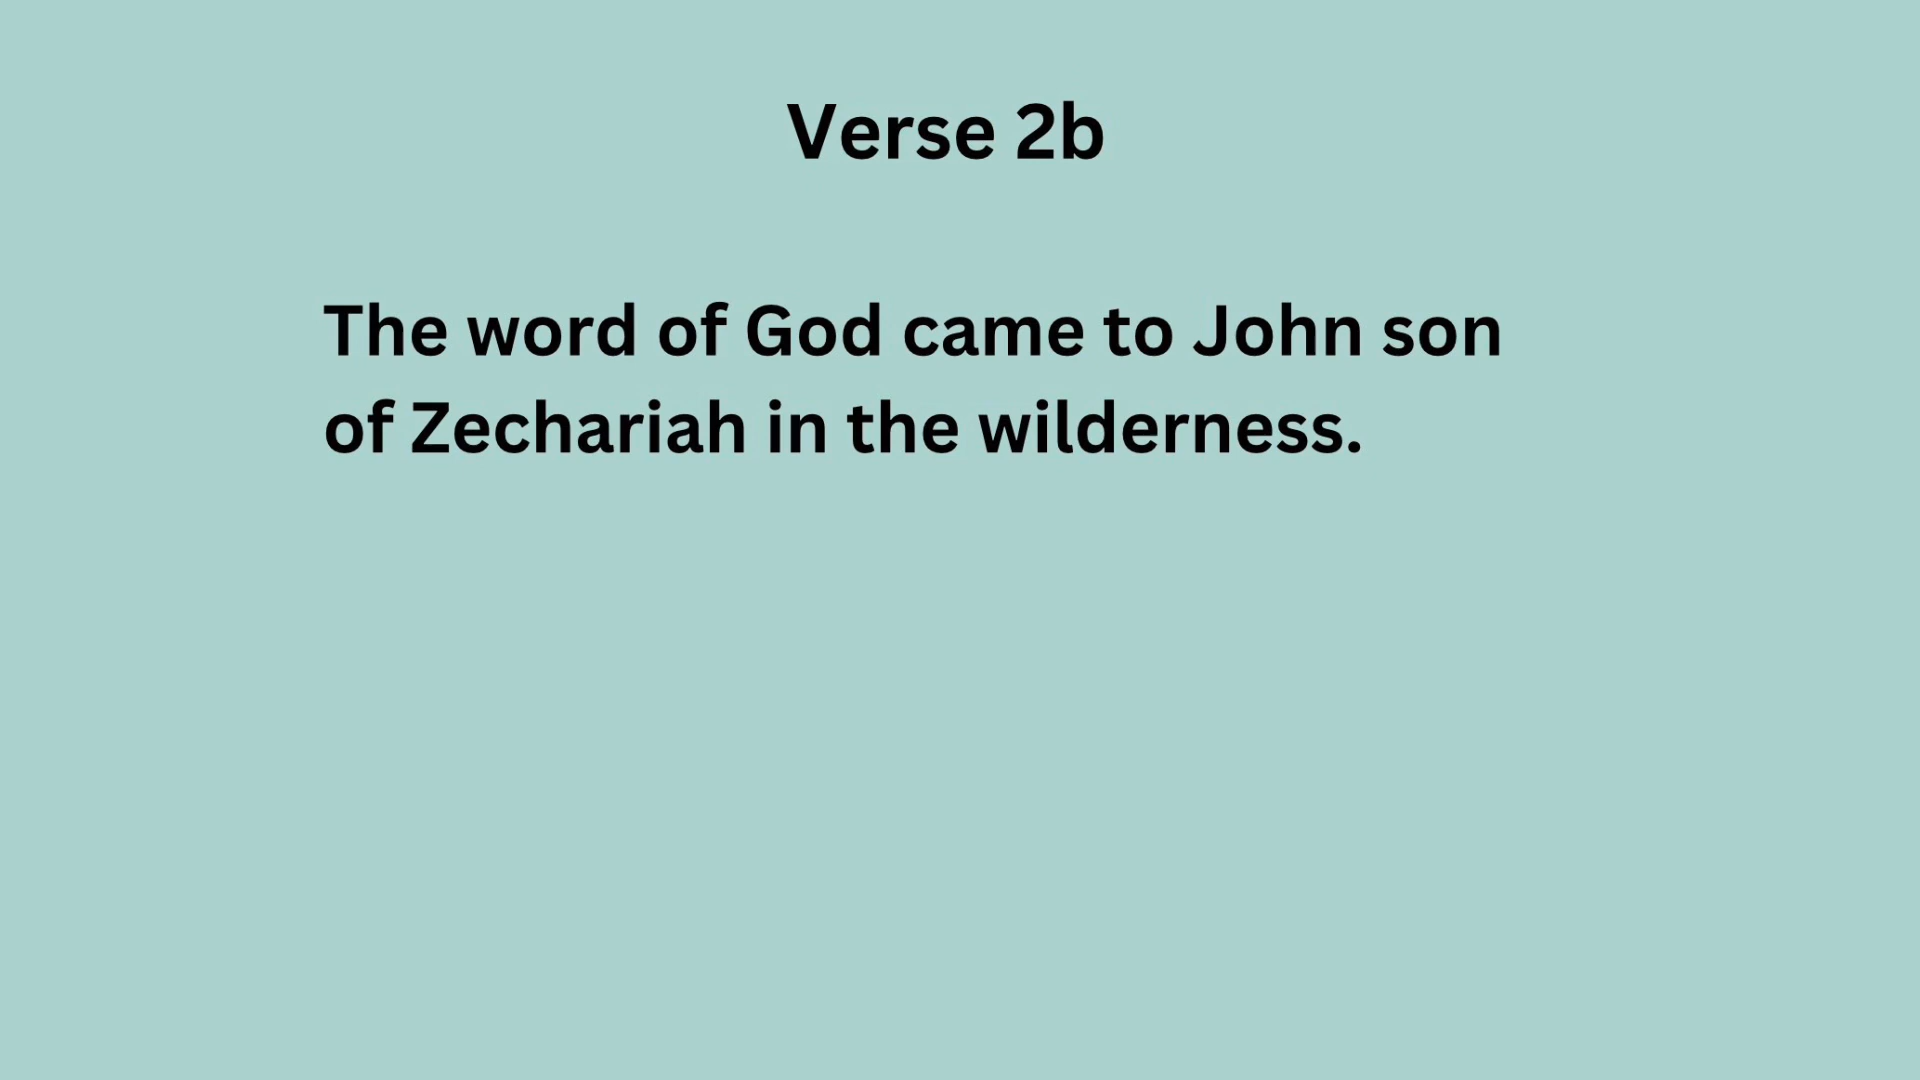 Verse 2b
The word of God came to John son
of Zechariah in the wilderness.